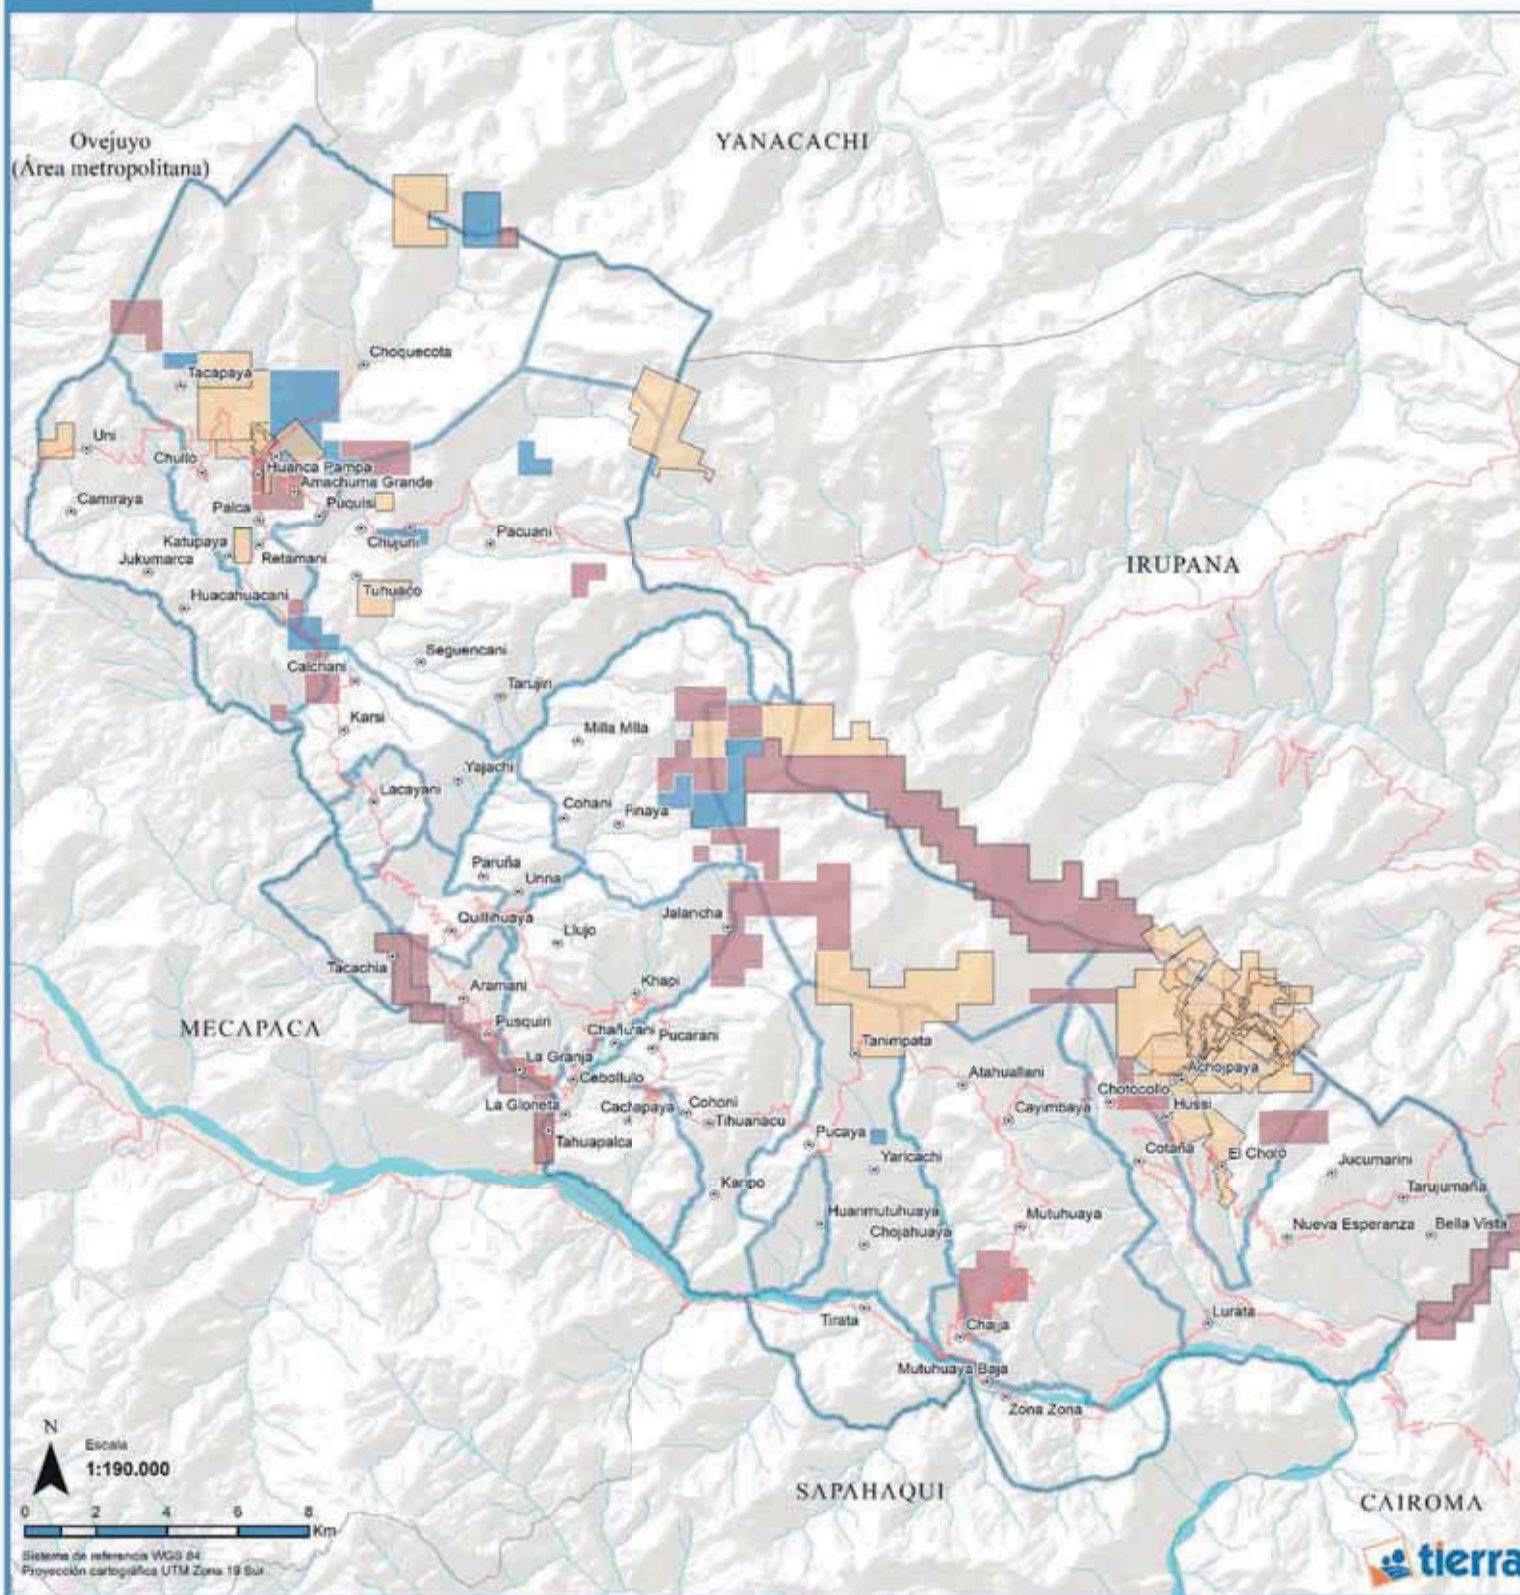 Ovejuyo
(Área metropolitana)
YANACACHI
Choquecota
Tacapaya
Uni
Chullo
Huanca Pampa
Amachuma Grande
Camiraya
Palca
Puquisi
Katupaya
Chujuni
Pacuani
Jukumarca
Retamani
IRUPANA
Huacahuacani
Tuhuaco
Calchani
Seguencani
Tarujiri
Karsi
Milla Mlla
Yajachi
Lacayani
Cohani
Pinaya
Paruña
Unna
Quillihuaya
Llujo
Jalancha
Tacachia
Aramani
Khapi
MECAPACA
Pusquiri
Chañurani
Pucarani
Tanimpata
La Granja
Cebollulo
Atahuallani
Achojpaya
Chotocollo
La Glorieta
Cachapaya
Cohoni
Tihuanacu
Cayimbaya
Hussi
Tahuapalca
Pucaya
Yaricachi
Cotaña
El Choro
Jucumarini
Karipo
Tarujumaña
Huarimutuhuaya
Chojahuaya
Mutuhuaya
Nueva Esperanza
Bella Vista
Tirata
Chajja
Lurata
Mutuhuaya Baja
Zona Zona
N
Escala
1:190.000
SAPAHAQUI
CAIROMA
0 2 4 6 8
Km
Sistema de referencia WGS 84
Proyección cartográfica UTM Zona 19 Sur
tierra